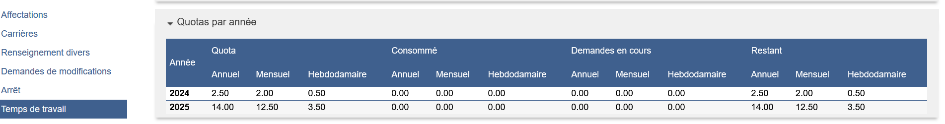 Affectations
Carrières
Renseignement divers
Demandes de modifications
Arrêt
Temps de travail
Quotas par année
Année Quota Consommé Demandes en cours Restant
Annuel Mensuel Hebdodamaire Annuel Mensuel Hebdodamaire Annuel Mensuel Hebdodamaire Annuel Mensuel Hebdodamaire
2024 2.50 2.00 0.50 0.00 0.00 0.00 0.00 0.00 0.00 2.50 2.00 0.50
2025 14.00 12.50 3.50 0.00 0.00 0.00 0.00 0.00 0.00 14.00 12.50 3.50